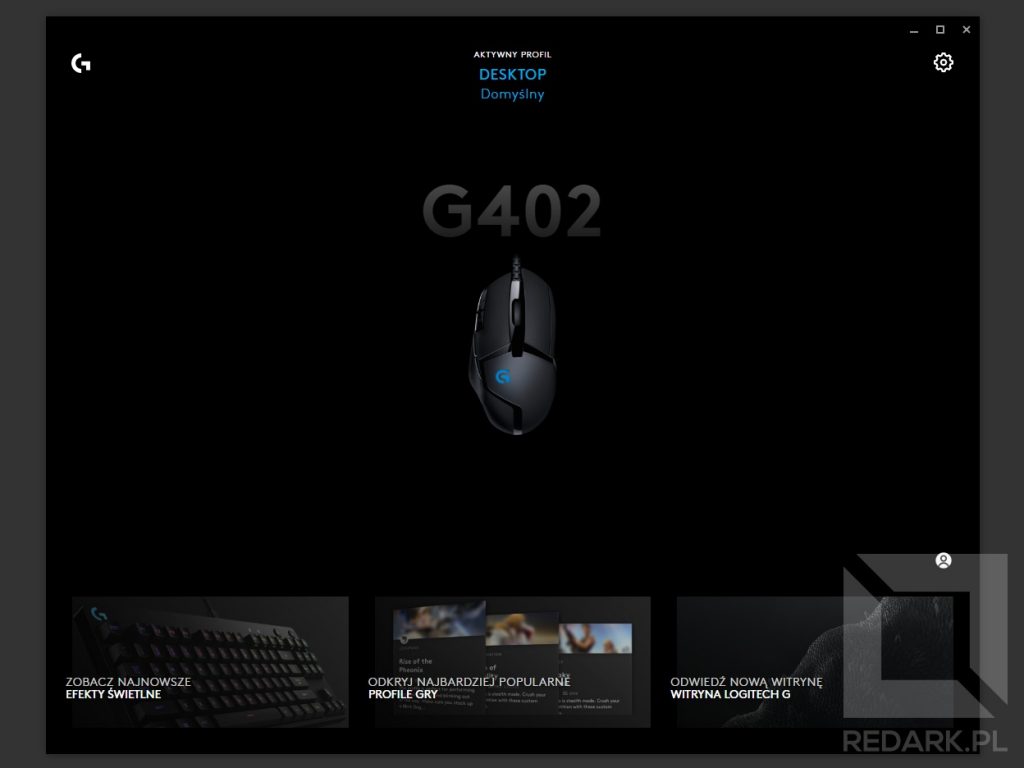 AKTYWNY PROFIL
DESKTOP
Domyślny
G402
ZOBACZ NAJNOWSZE
EFEKTY ŚWIETLNE
Rise of the
Pheonix
ODKRYJ NAJBARDZIEJ POPULARNE
PROFILE GRY
ODWIEDŹ NOWĄ WITRYNĘ
WITRYNA LOGITECH G
REDARK.PL